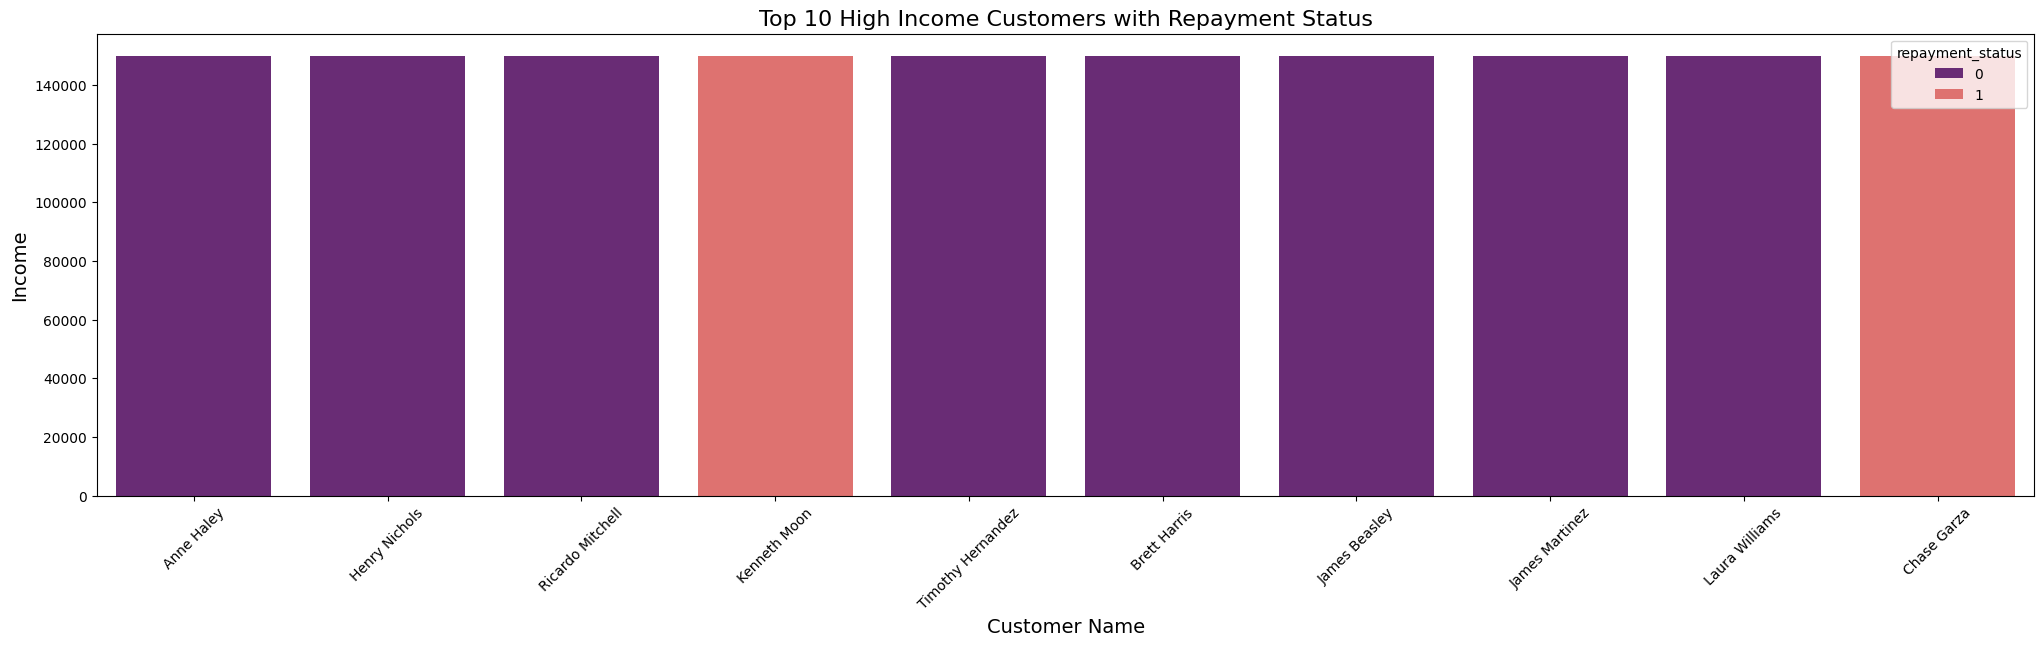 Top 10 High Income Customers with Repayment Status
repayment_status
0
1
Income
140000
120000
100000
80000
60000
40000
20000
0
Anne Haley
Henry Nichols
Ricardo Mitchell
Kenneth Moon
Timothy Hernandez
Brett Harris
James Beasley
James Martinez
Laura Williams
Chase Garza
Customer Name